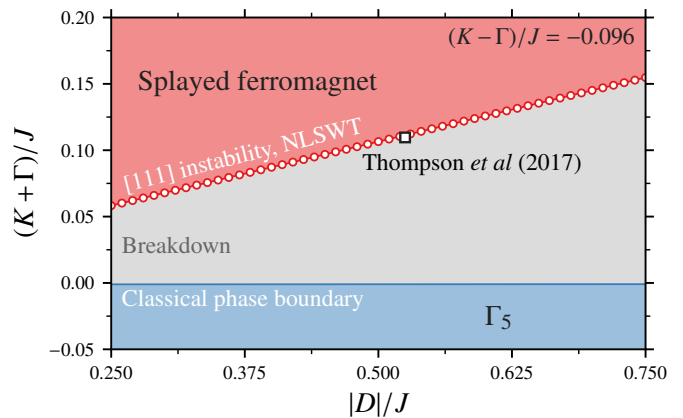 0.20
(K − Γ)/J = −0.096
Splayed ferromagnet
0.15
[111] instability, NLSWT
0.10
Thompson et al (2017)
(K + Γ)/J
0.05
Breakdown
0.00
Classical phase boundary
Γ5
−0.05
0.250 0.375 0.500 0.625 0.750
|D|/J